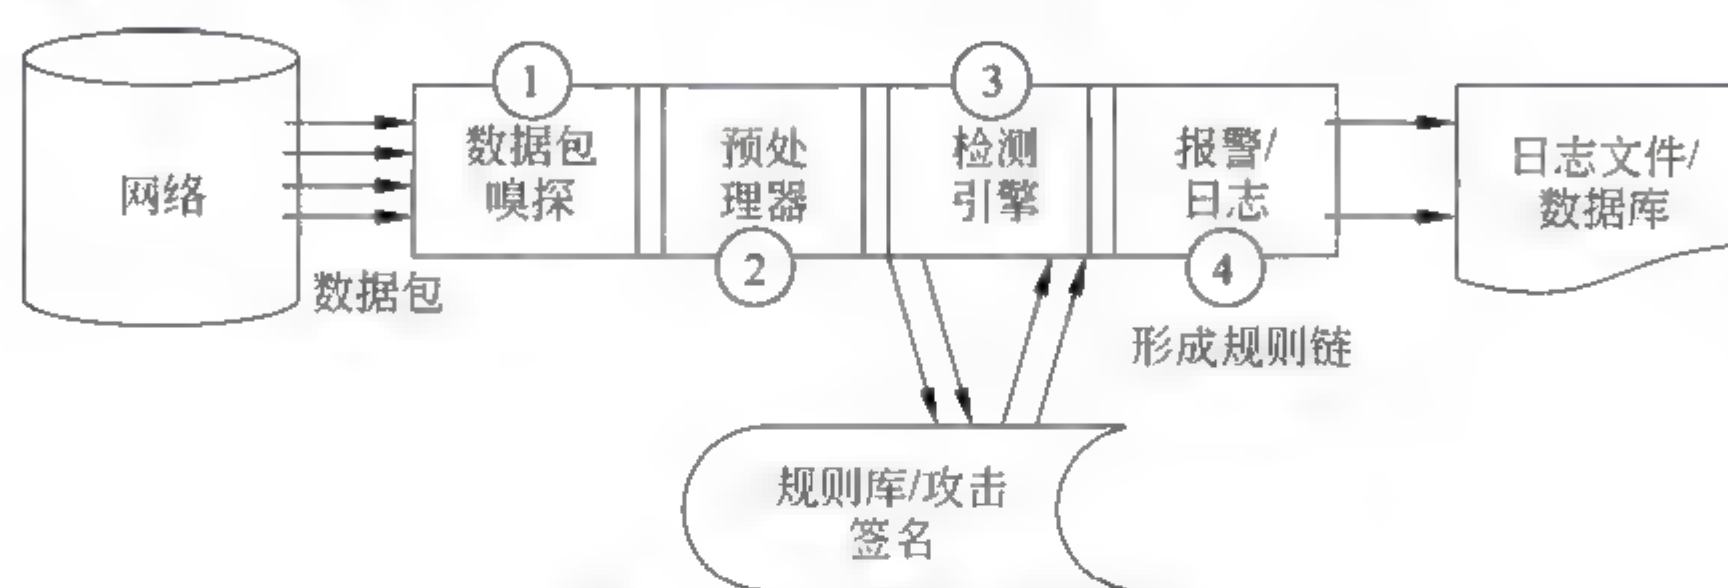 网络
数据包
①
数据包
嗅探
预处
理器
②
③
检测
引擎
报警/
日志
④
形成规则链
日志文件/
数据库
规则库/攻击
签名